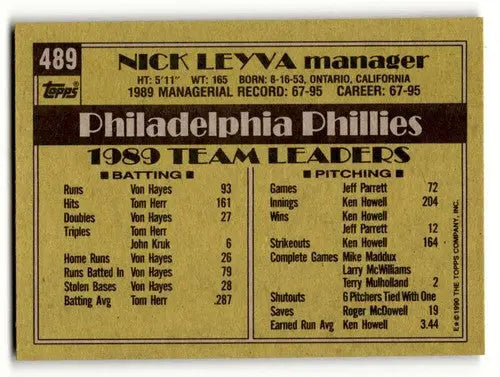 489
topps
NICK LEYVA manager
HT: 5'11" WT: 165 BORN: 8-16-53, ONTARIO, CALIFORNIA
1989 MANAGERIAL RECORD: 67-95 CAREER: 67-95
Philadelphia Phillies
1989 TEAM LEADERS
BATTING
Runs Von Hayes 93
Hits Tom Herr 161
Doubles Von Hayes 27
Triples Tom Herr
John Kruk 6
Home Runs Von Hayes 26
Runs Batted In Von Hayes 79
Stolen Bases Von Hayes 28
Batting Avg Tom Herr .287
PITCHING
Games Jeff Parrett 72
Innings Ken Howell 204
Wins Ken Howell
Jeff Parrett 12
Strikeouts Ken Howell 164
Complete Games Mike Maddux
Larry McWilliams
Terry Mulholland 2
Shutouts 6 Pitchers Tied With One
Saves Roger McDowell 19
Earned Run Avg Ken Howell 3.44
E* © 1990 THE TOPPS COMPANY, INC.